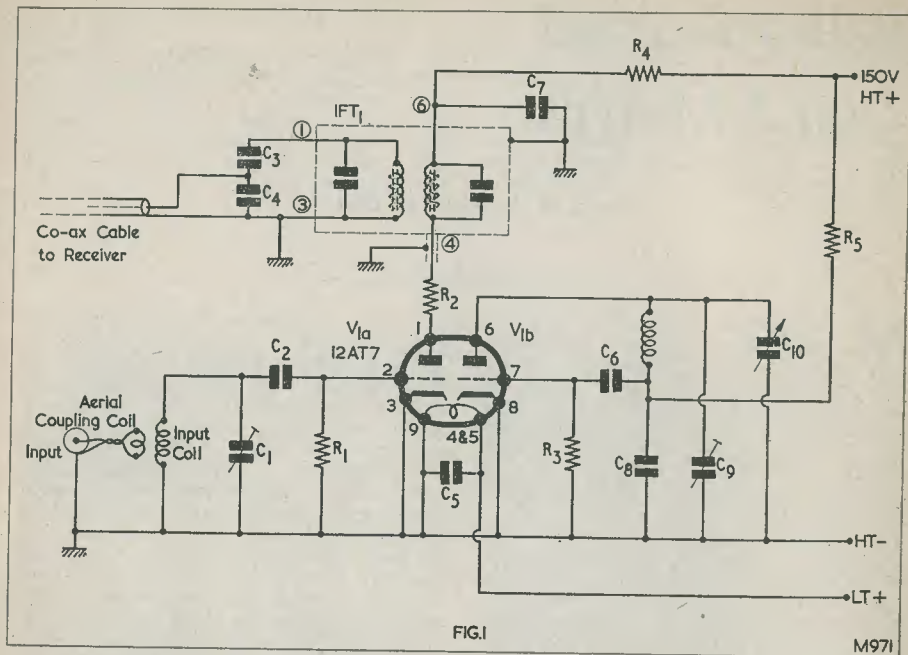 R4
150V
HT+
C7
6
IFT1
1
C3
C4
3
Co-ax Cable
to Receiver
4
R5
R2
V1a
12AT7
1
6
V1b
C10
C2
2
7
C6
Aerial
Coupling Coil
Input
Input
Coil
C1
R1
3
8
9
4&5
C5
R3
C8
C9
HT-
LT+
FIG.1
M971